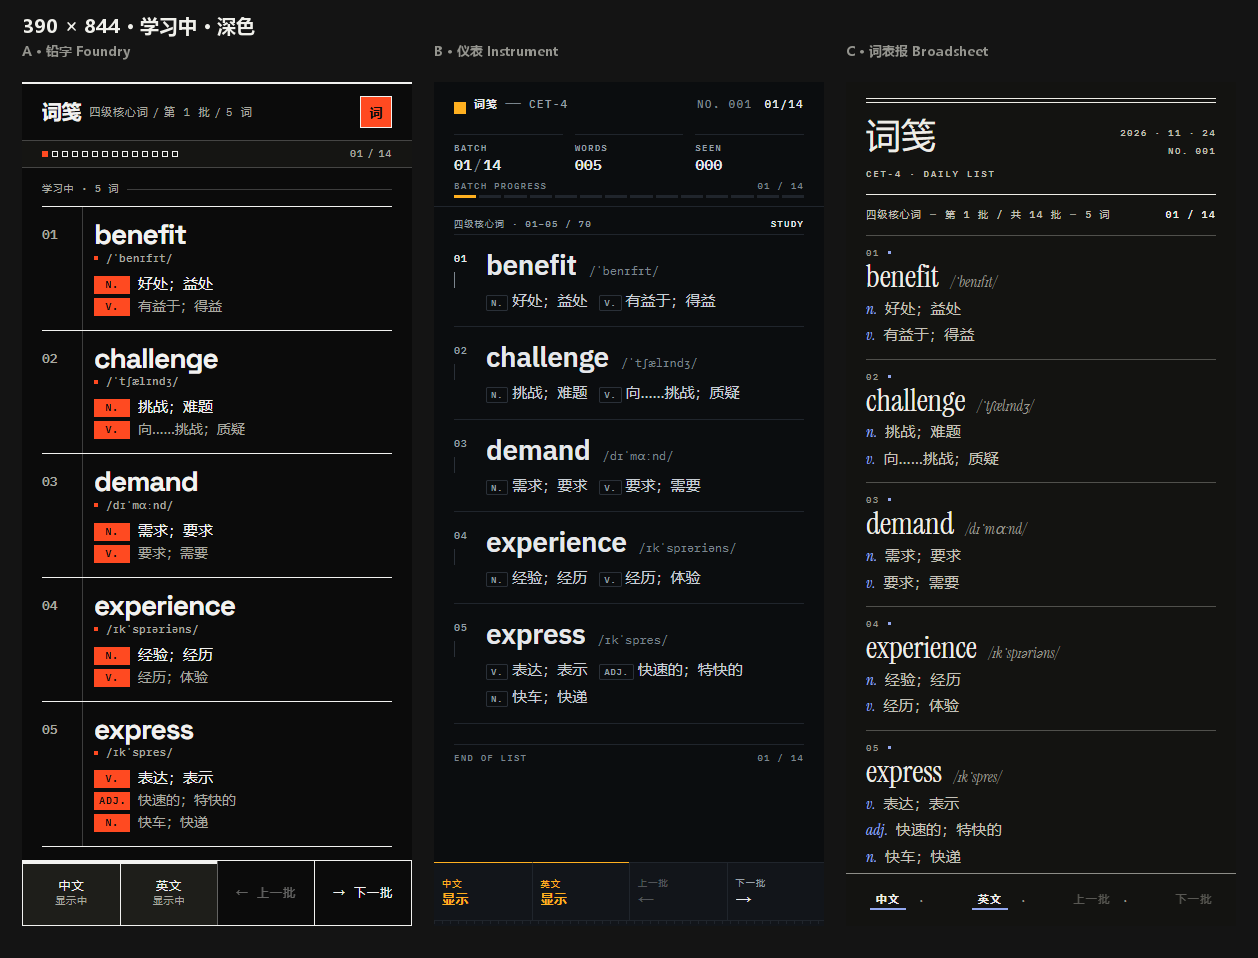 390 × 844 • 学习中 • 深色
A • 铅字 Foundry
词笺 四级核心词 / 第 1 批 / 5 词
词
01 / 14
学习中 · 5 词
01
benefit
/ˈbenɪfɪt/
N. 好处；益处
V. 有益于；得益
02
challenge
/ˈtʃælɪndʒ/
N. 挑战；难题
V. 向……挑战；质疑
03
demand
/dɪˈmɑːnd/
N. 需求；要求
V. 要求；需要
04
experience
/ɪkˈspɪəriəns/
N. 经验；经历
V. 经历；体验
05
express
/ɪkˈspres/
V. 表达；表示
ADJ. 快速的；特快的
N. 快车；快递
中文
显示中
英文
显示中
← 上一批
→ 下一批
B • 仪表 Instrument
词笺 — CET-4 NO. 001 01/14
BATCH
01/14
WORDS
005
SEEN
000
BATCH PROGRESS 01 / 14
四级核心词 · 01–05 / 70 STUDY
01
benefit /ˈbenɪfɪt/
N. 好处；益处 V. 有益于；得益
02
challenge /ˈtʃælɪndʒ/
N. 挑战；难题 V. 向……挑战；质疑
03
demand /dɪˈmɑːnd/
N. 需求；要求 V. 要求；需要
04
experience /ɪkˈspɪəriəns/
N. 经验；经历 V. 经历；体验
05
express /ɪkˈspres/
V. 表达；表示 ADJ. 快速的；特快的
N. 快车；快递
END OF LIST 01 / 14
中文
显示
英文
显示
上一批
←
下一批
→
C • 词表报 Broadsheet
词笺
2026 · 11 · 24
NO. 001
CET-4 · DAILY LIST
四级核心词 — 第 1 批 / 共 14 批 — 5 词 01 / 14
01
benefit /ˈbenɪfɪt/
n. 好处；益处
v. 有益于；得益
02
challenge /ˈtʃælɪndʒ/
n. 挑战；难题
v. 向……挑战；质疑
03
demand /dɪˈmɑːnd/
n. 需求；要求
v. 要求；需要
04
experience /ɪkˈspɪəriəns/
n. 经验；经历
v. 经历；体验
05
express /ɪkˈspres/
v. 表达；表示
adj. 快速的；特快的
n. 快车；快递
中文 · 英文 · 上一批 · 下一批